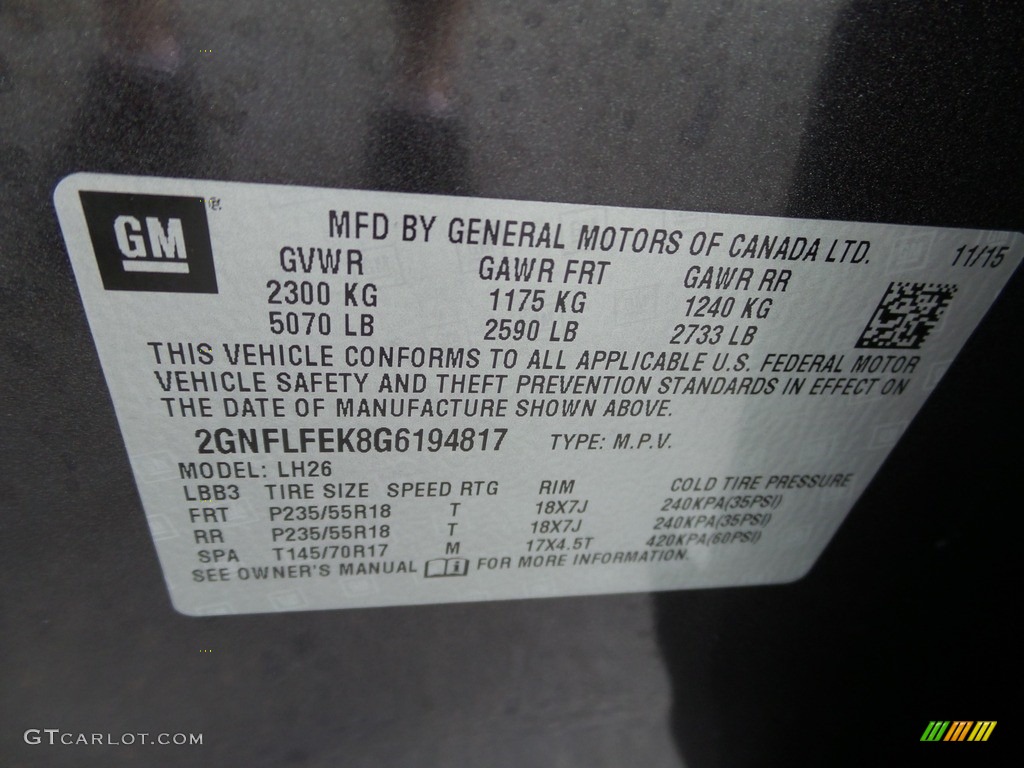 GM®
MFD BY GENERAL MOTORS OF CANADA LTD. 11/15
GVWR GAWR FRT GAWR RR
2300 KG 1175 KG 1240 KG
5070 LB 2590 LB 2733 LB
THIS VEHICLE CONFORMS TO ALL APPLICABLE U.S. FEDERAL MOTOR
VEHICLE SAFETY AND THEFT PREVENTION STANDARDS IN EFFECT ON
THE DATE OF MANUFACTURE SHOWN ABOVE.
2GNFLFEK8G6194817 TYPE: M.P.V.
MODEL: LH26
LBB3 TIRE SIZE SPEED RTG RIM COLD TIRE PRESSURE
FRT P235/55R18 T 18X7J 240KPA(35PSI)
RR P235/55R18 T 18X7J 240KPA(35PSI)
SPA T145/70R17 M 17X4.5T 420KPA(60PSI)
SEE OWNER'S MANUAL FOR MORE INFORMATION.
GTCARLOT.COM